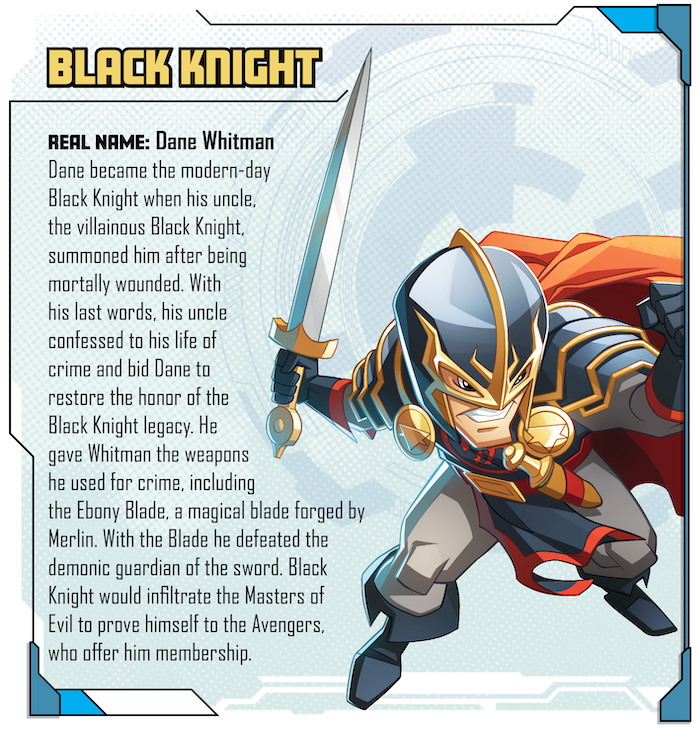 BLACK KNIGHT
REAL NAME: Dane Whitman
Dane became the modern-day
Black Knight when his uncle,
the villainous Black Knight,
summoned him after being
mortally wounded. With
his last words, his uncle
confessed to his life of
crime and bid Dane to
restore the honor of the
Black Knight legacy. He
gave Whitman the weapons
he used for crime, including
the Ebony Blade, a magical blade forged by
Merlin. With the Blade he defeated the
demonic guardian of the sword. Black
Knight would infiltrate the Masters of
Evil to prove himself to the Avengers,
who offer him membership.